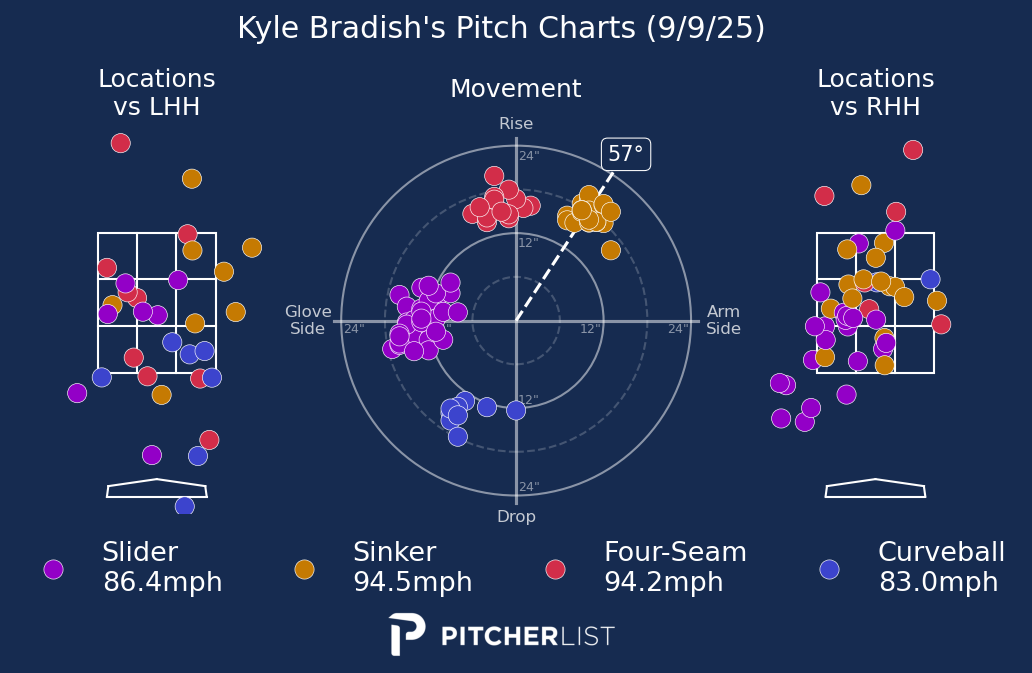 Kyle Bradish's Pitch Charts (9/9/25)
Locations
vs LHH
Movement
Locations
vs RHH
Rise
57°
24"
12"
Glove
Side
24"
12"
24"
Arm
Side
12"
24"
Drop
Slider
86.4mph
Sinker
94.5mph
Four-Seam
94.2mph
Curveball
83.0mph
PITCHERLIST